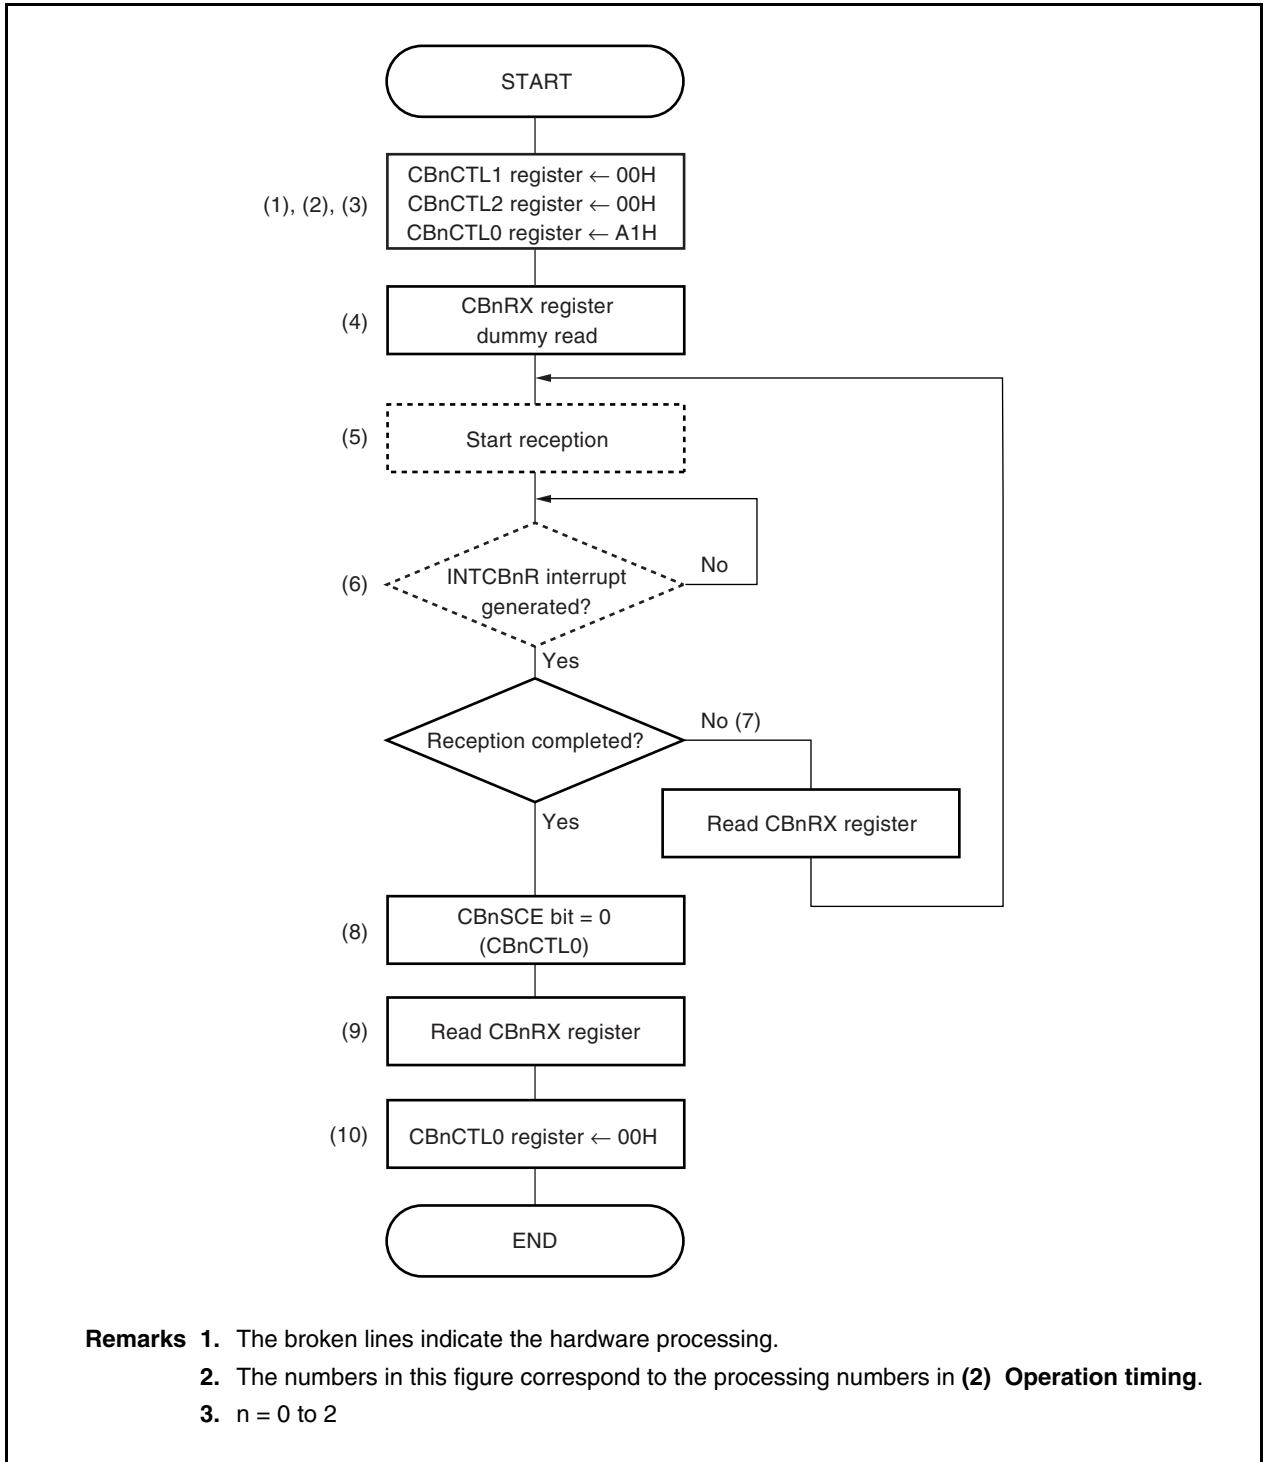 START
(1), (2), (3)
CBnCTL1 register ← 00H
CBnCTL2 register ← 00H
CBnCTL0 register ← A1H
(4)
CBnRX register
dummy read
(5)
Start reception
(6)
INTCBnR interrupt
generated?
No
Yes
Reception completed?
No (7)
Read CBnRX register
Yes
(8)
CBnSCE bit = 0
(CBnCTL0)
(9)
Read CBnRX register
(10)
CBnCTL0 register ← 00H
END
Remarks 1. The broken lines indicate the hardware processing.
2. The numbers in this figure correspond to the processing numbers in (2) Operation timing.
3. n = 0 to 2